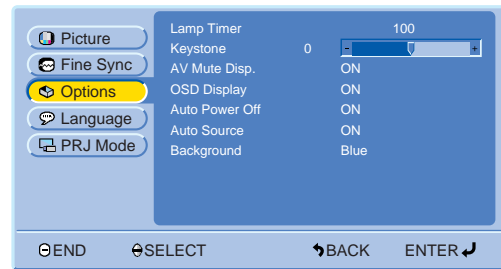 Picture
Fine Sync
Options
Language
PRJ Mode
Lamp Timer 100
Keystone 0 - +
AV Mute Disp. ON
OSD Display ON
Auto Power Off ON
Auto Source ON
Background Blue
END SELECT BACK ENTER